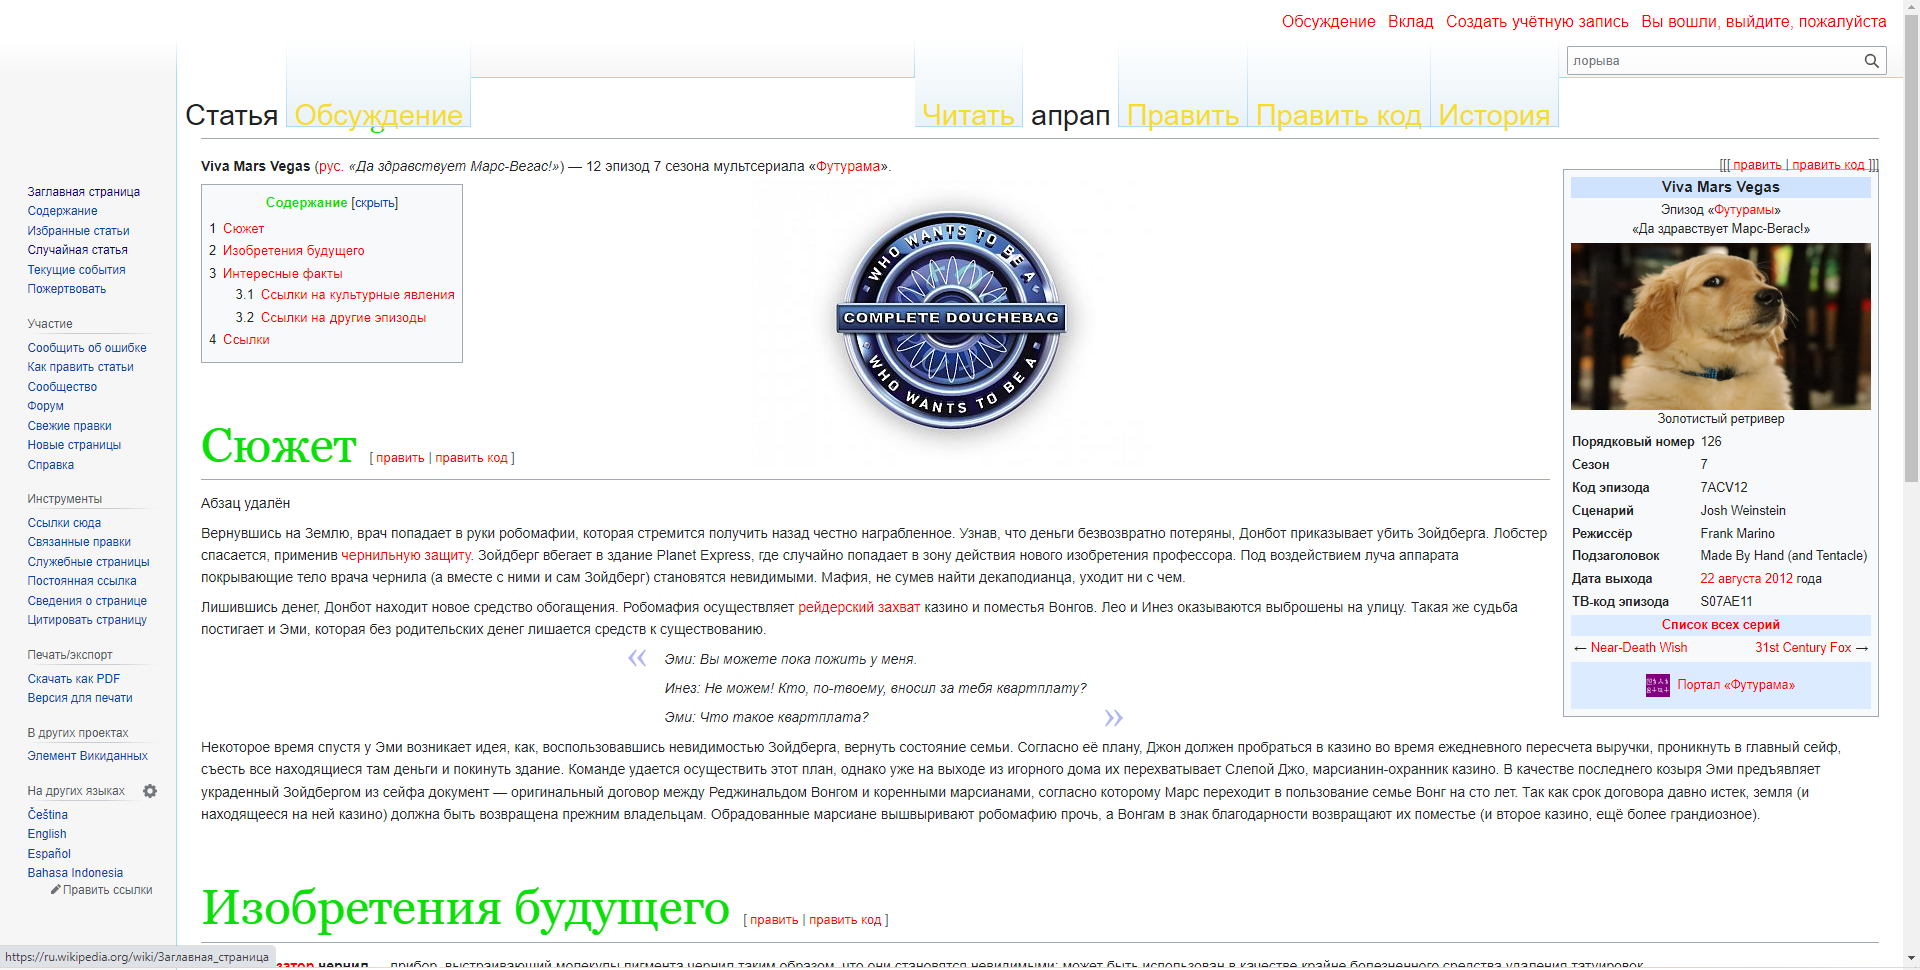 Обсуждение Вклад Создать учётную запись Вы вошли, выйдите, пожалуйста
лорыва
Статья Обсуждение Читать апрап Править Править код История
Viva Mars Vegas (рус. «Да здравствует Марс-Вегас!») — 12 эпизод 7 сезона мультсериала «Футурама».
[[[ править | править код ]]]
Заглавная страница
Содержание
Избранные статьи
Случайная статья
Текущие события
Пожертвовать
Участие
Сообщить об ошибке
Как править статьи
Сообщество
Форум
Свежие правки
Новые страницы
Справка
Инструменты
Ссылки сюда
Связанные правки
Служебные страницы
Постоянная ссылка
Сведения о странице
Цитировать страницу
Печать/экспорт
Скачать как PDF
Версия для печати
В других проектах
Элемент Викиданных
На других языках
Čeština
English
Español
Bahasa Indonesia
Править ссылки
Содержание [скрыть]
1 Сюжет
2 Изобретения будущего
3 Интересные факты
3.1 Ссылки на культурные явления
3.2 Ссылки на другие эпизоды
4 Ссылки
WHO WANTS TO BE A
COMPLETE DOUCHEBAG
WHO WANTS TO BE A
Viva Mars Vegas
Эпизод «Футурамы»
«Да здравствует Марс-Вегас!»
Золотистый ретривер
Порядковый номер 126
Сезон 7
Код эпизода 7ACV12
Сценарий Josh Weinstein
Режиссёр Frank Marino
Подзаголовок Made By Hand (and Tentacle)
Дата выхода 22 августа 2012 года
ТВ-код эпизода S07AE11
Список всех серий
← Near-Death Wish 31st Century Fox →
Портал «Футурама»
Сюжет [ править | править код ]
Абзац удалён
Вернувшись на Землю, врач попадает в руки робомафии, которая стремится получить назад честно награбленное. Узнав, что деньги безвозвратно потеряны, Донбот приказывает убить Зойдберга. Лобстер
спасается, применив чернильную защиту. Зойдберг вбегает в здание Planet Express, где случайно попадает в зону действия нового изобретения профессора. Под воздействием луча аппарата
покрывающие тело врача чернила (а вместе с ними и сам Зойдберг) становятся невидимыми. Мафия, не сумев найти декаподианца, уходит ни с чем.
Лишившись денег, Донбот находит новое средство обогащения. Робомафия осуществляет рейдерский захват казино и поместья Вонгов. Лео и Инез оказываются выброшены на улицу. Такая же судьба
постигает и Эми, которая без родительских денег лишается средств к существованию.
« Эми: Вы можете пока пожить у меня.
Инез: Не можем! Кто, по-твоему, вносил за тебя квартплату?
Эми: Что такое квартплата? »
Некоторое время спустя у Эми возникает идея, как, воспользовавшись невидимостью Зойдберга, вернуть состояние семьи. Согласно её плану, Джон должен пробраться в казино во время ежедневного пересчета выручки, проникнуть в главный сейф,
съесть все находящиеся там деньги и покинуть здание. Команде удается осуществить этот план, однако уже на выходе из игорного дома их перехватывает Слепой Джо, марсианин-охранник казино. В качестве последнего козыря Эми предъявляет
украденный Зойдбергом из сейфа документ — оригинальный договор между Реджинальдом Вонгом и коренными марсианами, согласно которому Марс переходит в пользование семье Вонг на сто лет. Так как срок договора давно истек, земля (и
находящееся на ней казино) должна быть возвращена прежним владельцам. Обрадованные марсиане вышвыривают робомафию прочь, а Вонгам в знак благодарности возвращают их поместье (и второе казино, ещё более грандиозное).
Изобретения будущего [ править | править код ]
чернил — прибор, выстраивающий молекулы пигмента чернил таким образом, что они становятся невидимыми; может быть использован в качестве крайне болезненного средства удаления татуировок
https://ru.wikipedia.org/wiki/Заглавная_страница